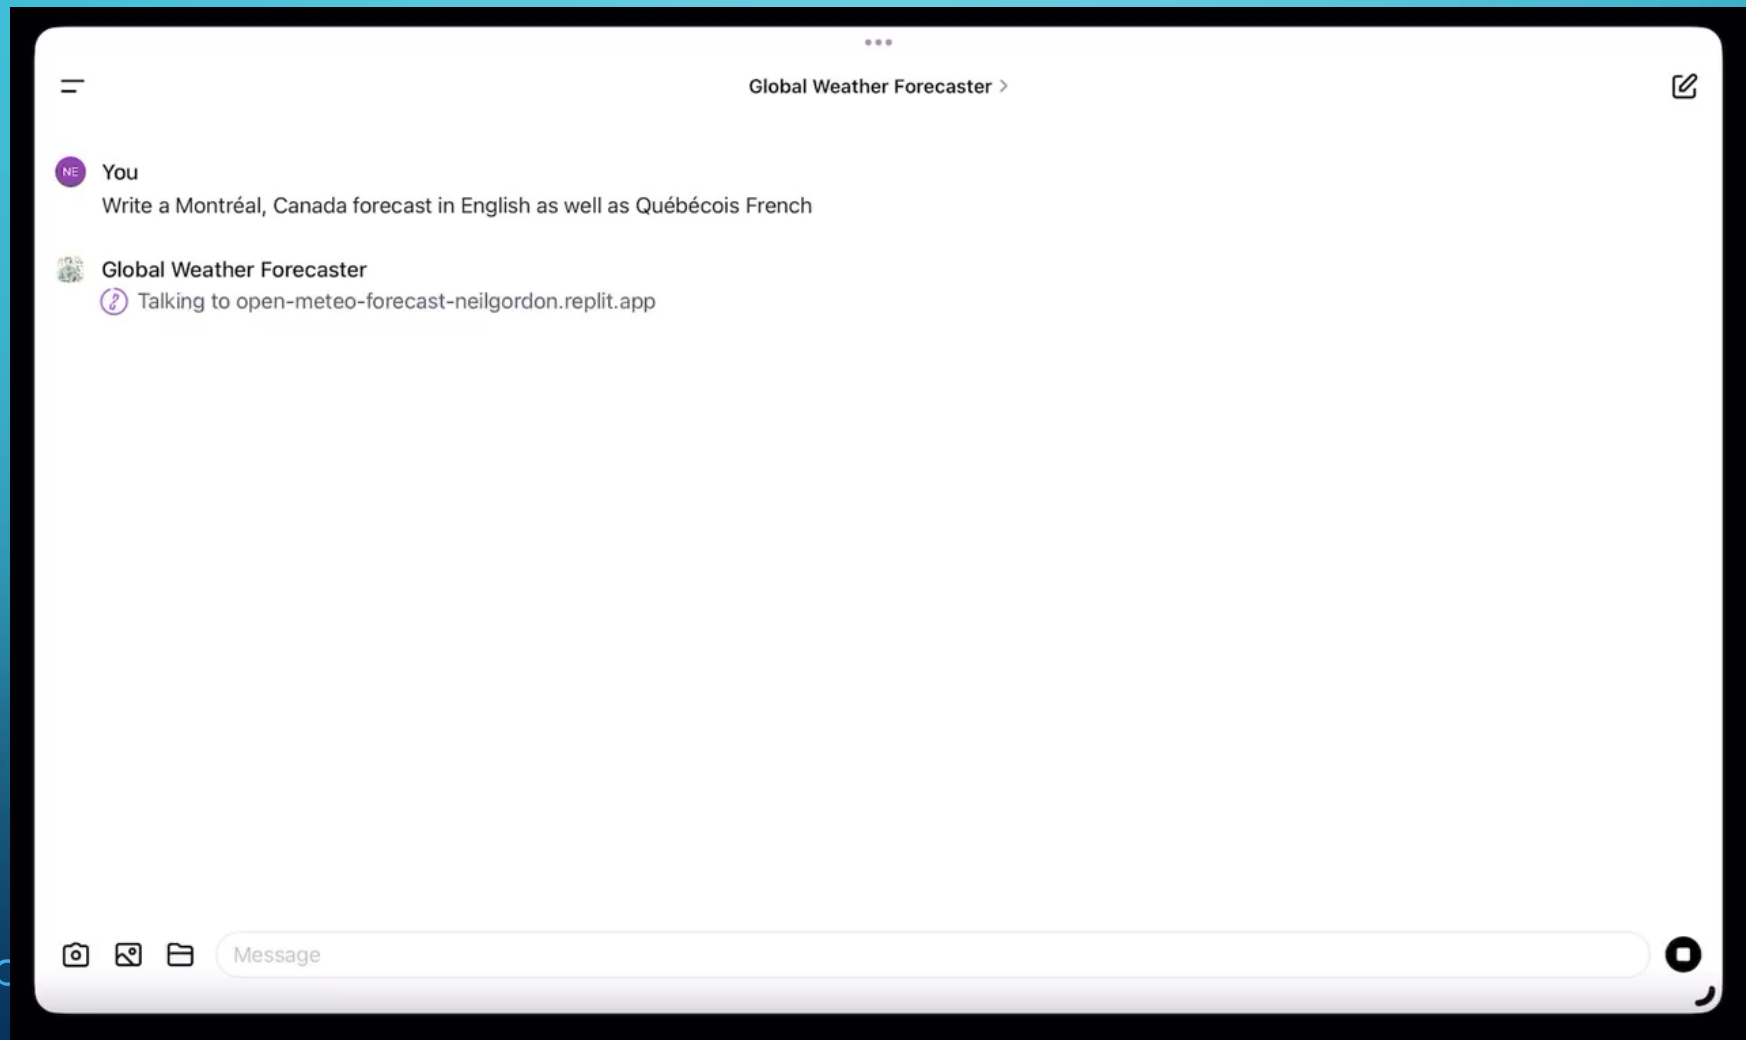 Global Weather Forecaster >
NE
You
Write a Montréal, Canada forecast in English as well as Québécois French
Global Weather Forecaster
Talking to open-meteo-forecast-neilgordon.replit.app
Message